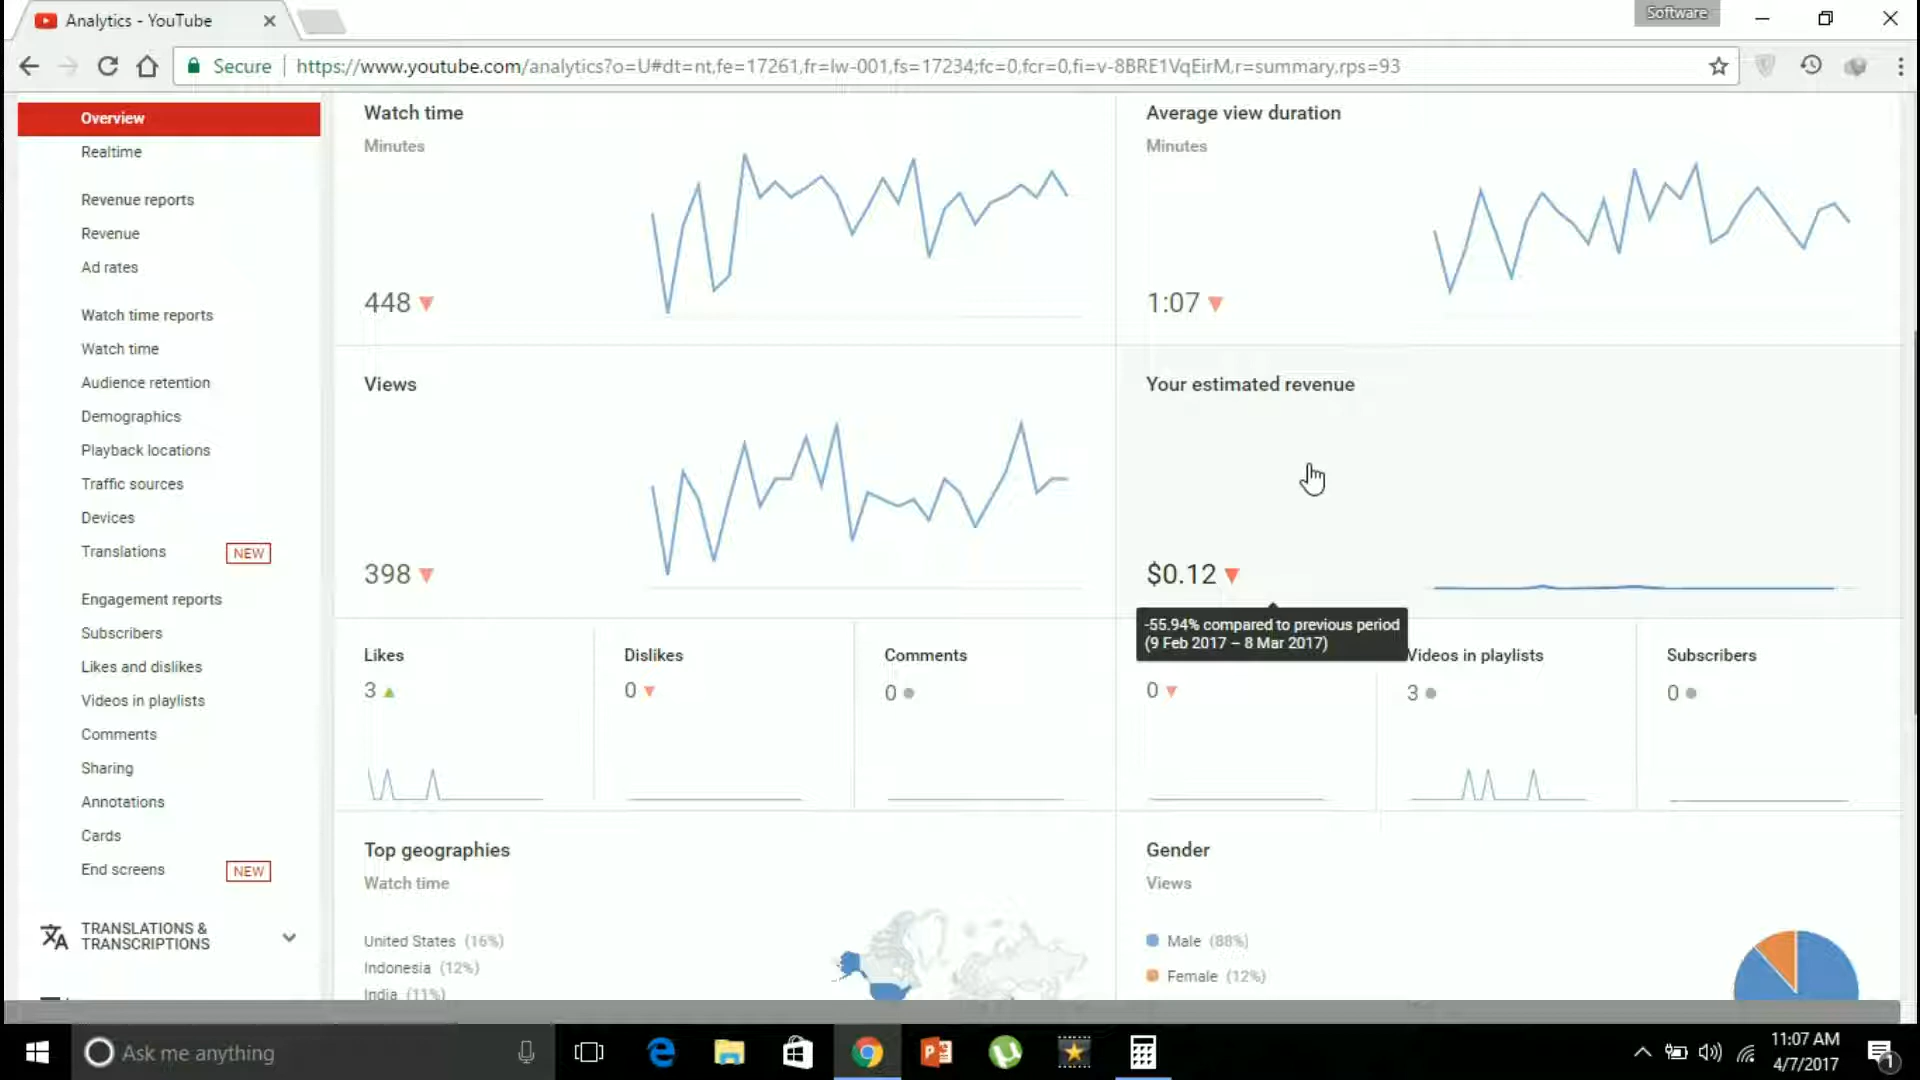 Analytics - YouTube
Software
Secure
https://www.youtube.com/analytics?o=U#dt=nt,fe=17261,fr=lw-001,fs=17234;fc=0,fcr=0,fi=v-8BRE1VqEirM,r=summary,rps=93
Overview
Realtime
Revenue reports
Revenue
Ad rates
Watch time reports
Watch time
Audience retention
Demographics
Playback locations
Traffic sources
Devices
Translations NEW
Engagement reports
Subscribers
Likes and dislikes
Videos in playlists
Comments
Sharing
Annotations
Cards
End screens NEW
TRANSLATIONS &
TRANSCRIPTIONS
Watch time
Minutes
448
Average view duration
Minutes
1:07
Views
398
Your estimated revenue
$0.12
-55.94% compared to previous period
(9 Feb 2017 – 8 Mar 2017)
Likes
3
Dislikes
0
Comments
0
0
Videos in playlists
3
Subscribers
0
Top geographies
Watch time
United States (16%)
Indonesia (12%)
India (11%)
Gender
Views
Male (88%)
Female (12%)
Ask me anything
11:07 AM
4/7/2017
1